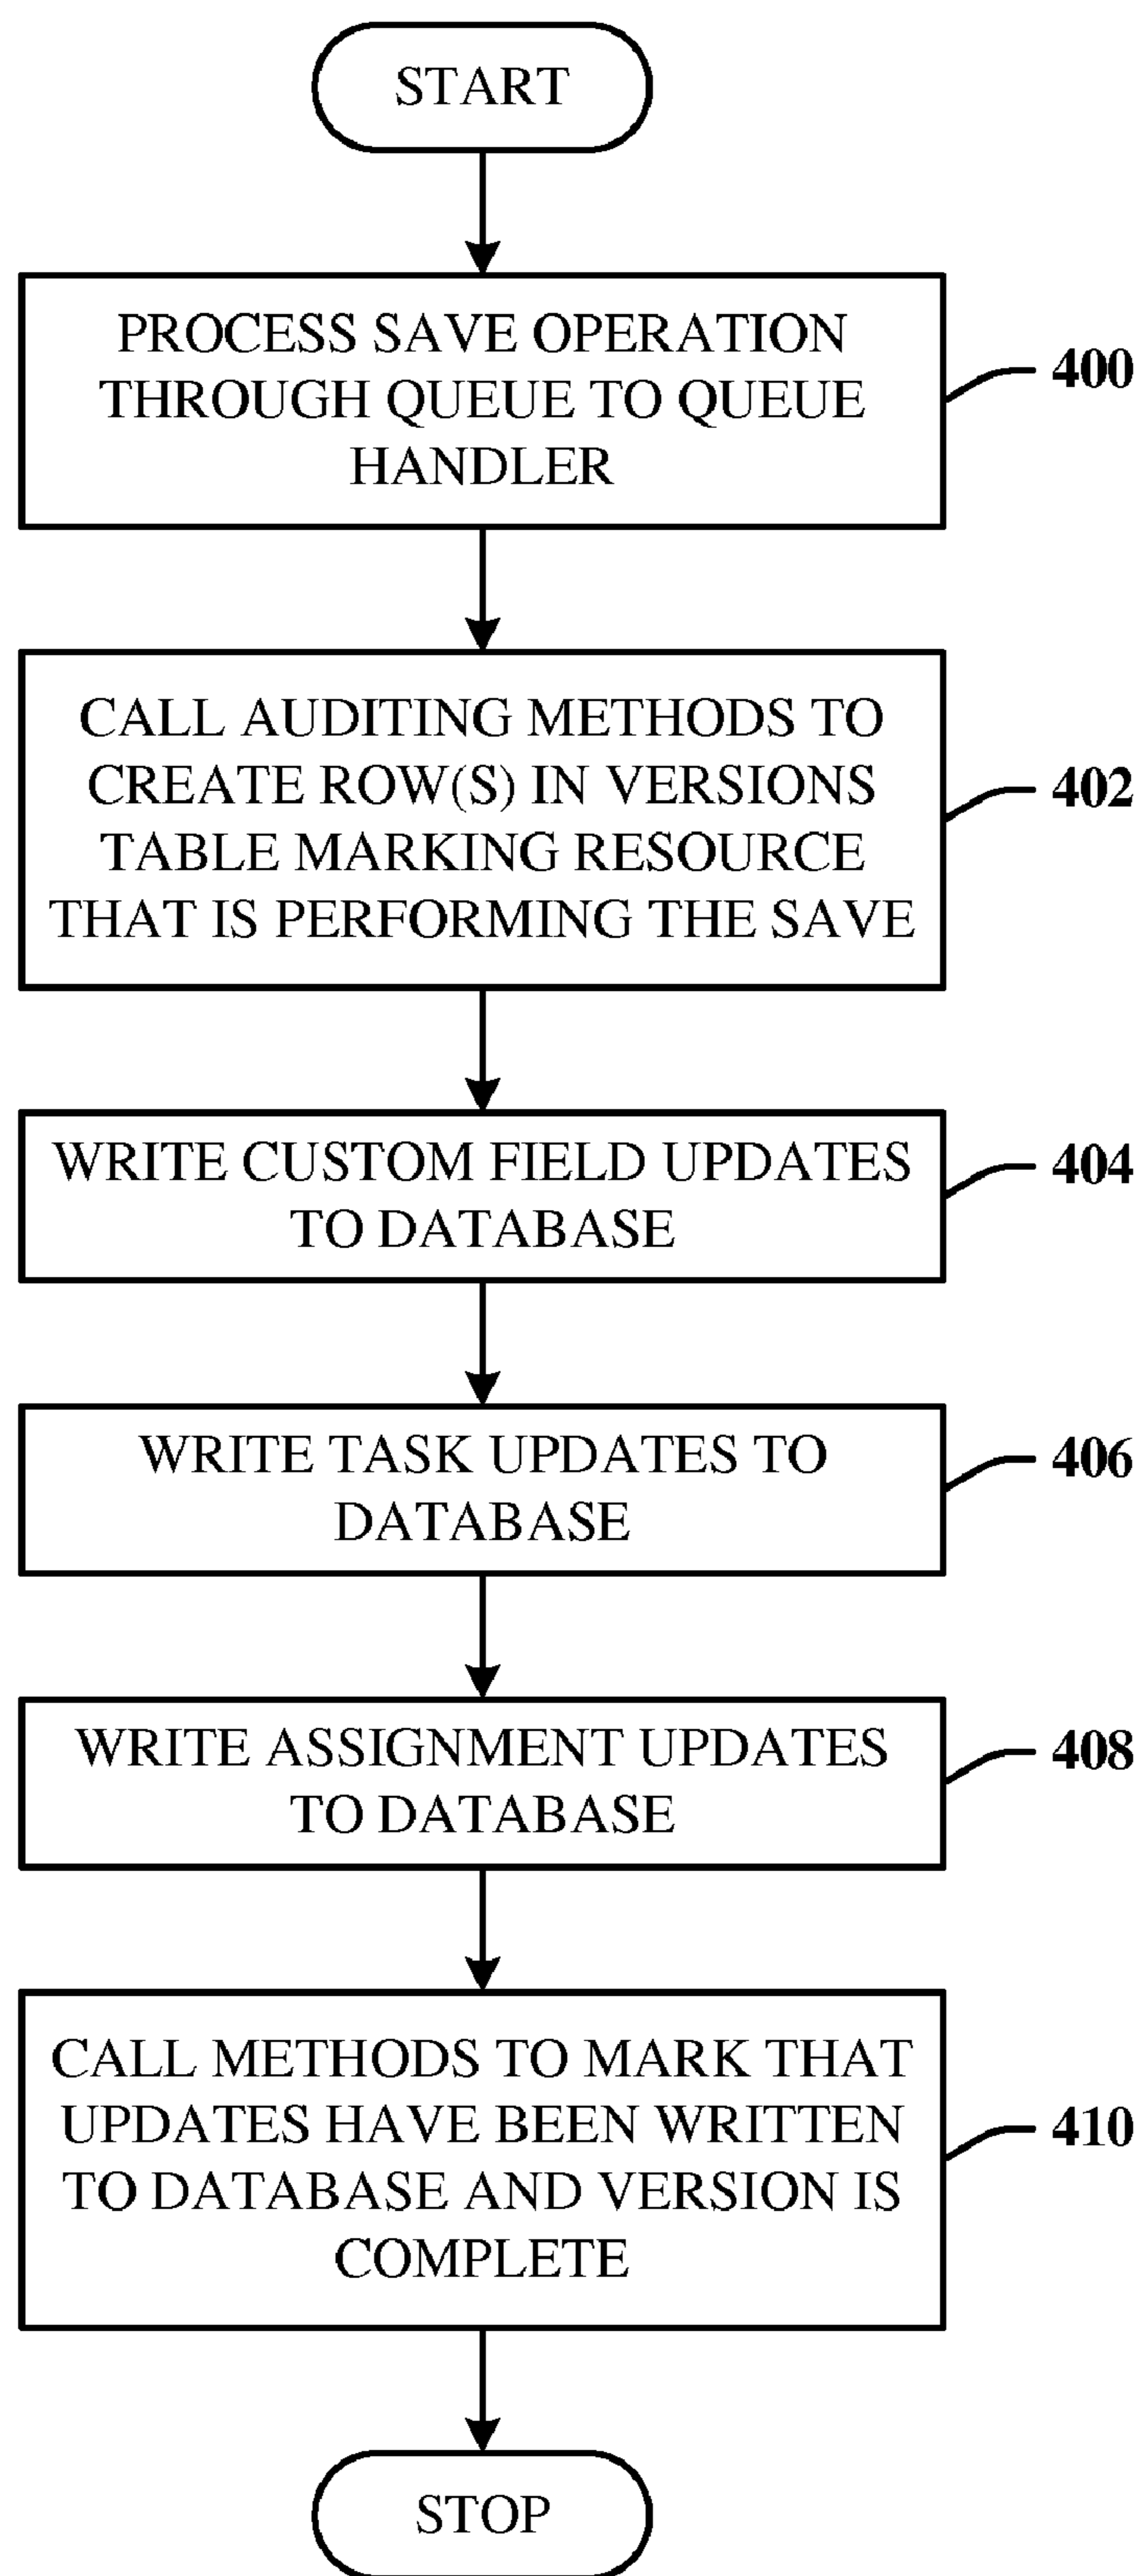 START
PROCESS SAVE OPERATION
THROUGH QUEUE TO QUEUE
HANDLER
400
CALL AUDITING METHODS TO
CREATE ROW(S) IN VERSIONS
TABLE MARKING RESOURCE
THAT IS PERFORMING THE SAVE
402
WRITE CUSTOM FIELD UPDATES
TO DATABASE
404
WRITE TASK UPDATES TO
DATABASE
406
WRITE ASSIGNMENT UPDATES
TO DATABASE
408
CALL METHODS TO MARK THAT
UPDATES HAVE BEEN WRITTEN
TO DATABASE AND VERSION IS
COMPLETE
410
STOP